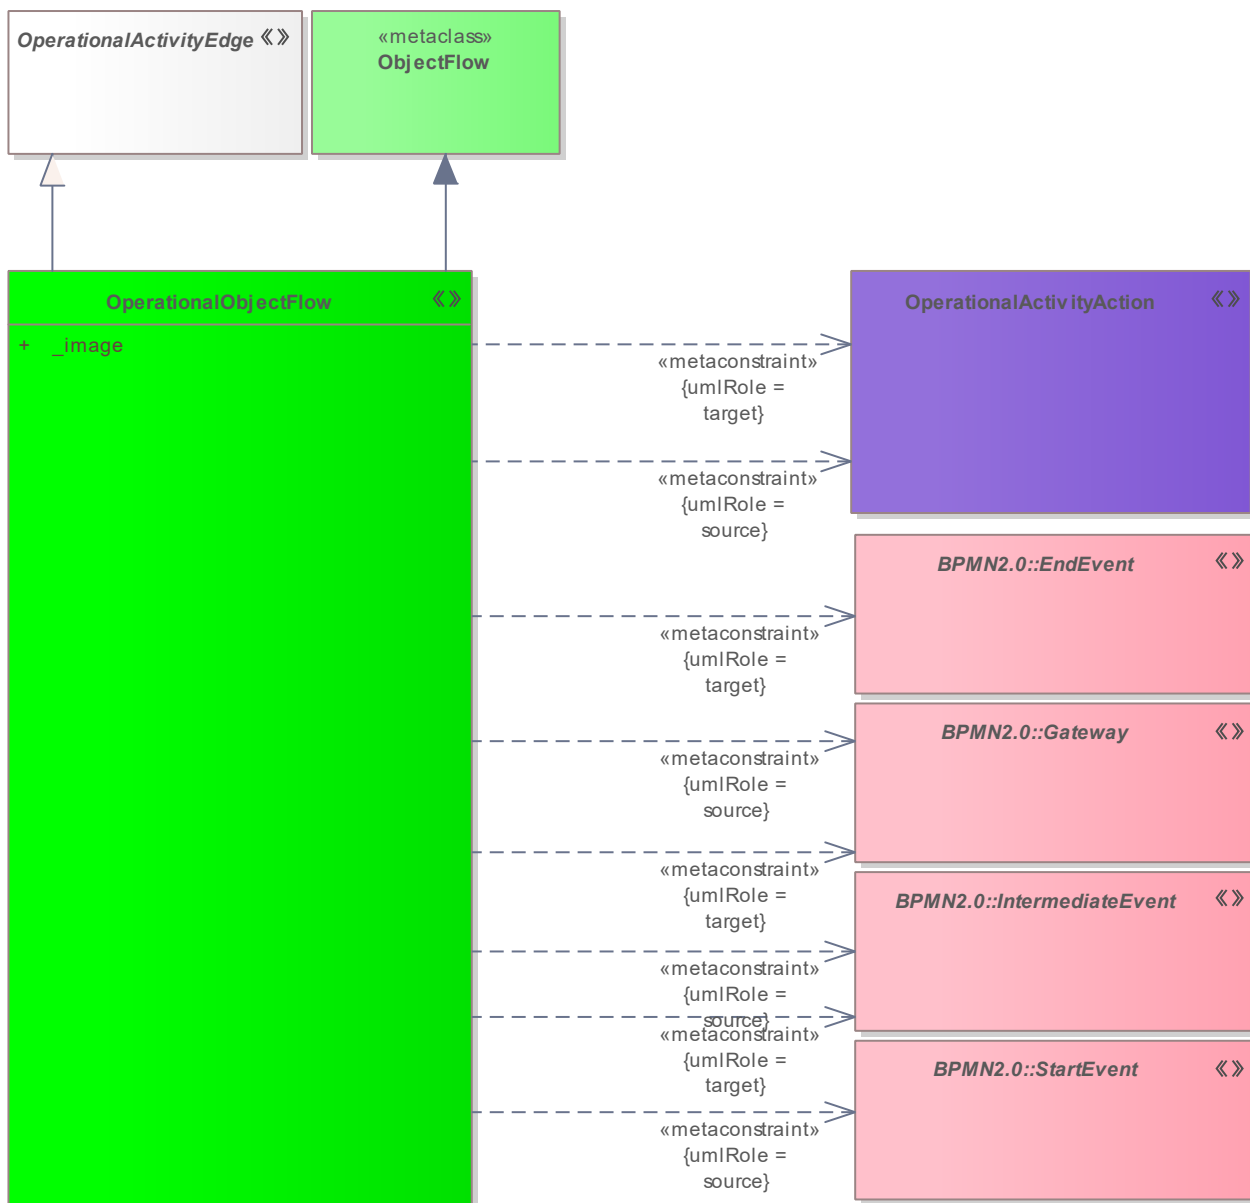 OperationalActivityEdge «»
«metaclass»
ObjectFlow
OperationalObjectFlow «»
+ _image
OperationalActivityAction «»
«metaconstraint»
{umlRole =
target}
«metaconstraint»
{umlRole =
source}
BPMN2.0::EndEvent «»
«metaconstraint»
{umlRole =
target}
BPMN2.0::Gateway «»
«metaconstraint»
{umlRole =
source}
«metaconstraint»
{umlRole =
target}
BPMN2.0::IntermediateEvent «»
«metaconstraint»
{umlRole =
source}
«metaconstraint»
{umlRole =
target}
BPMN2.0::StartEvent «»
«metaconstraint»
{umlRole =
source}